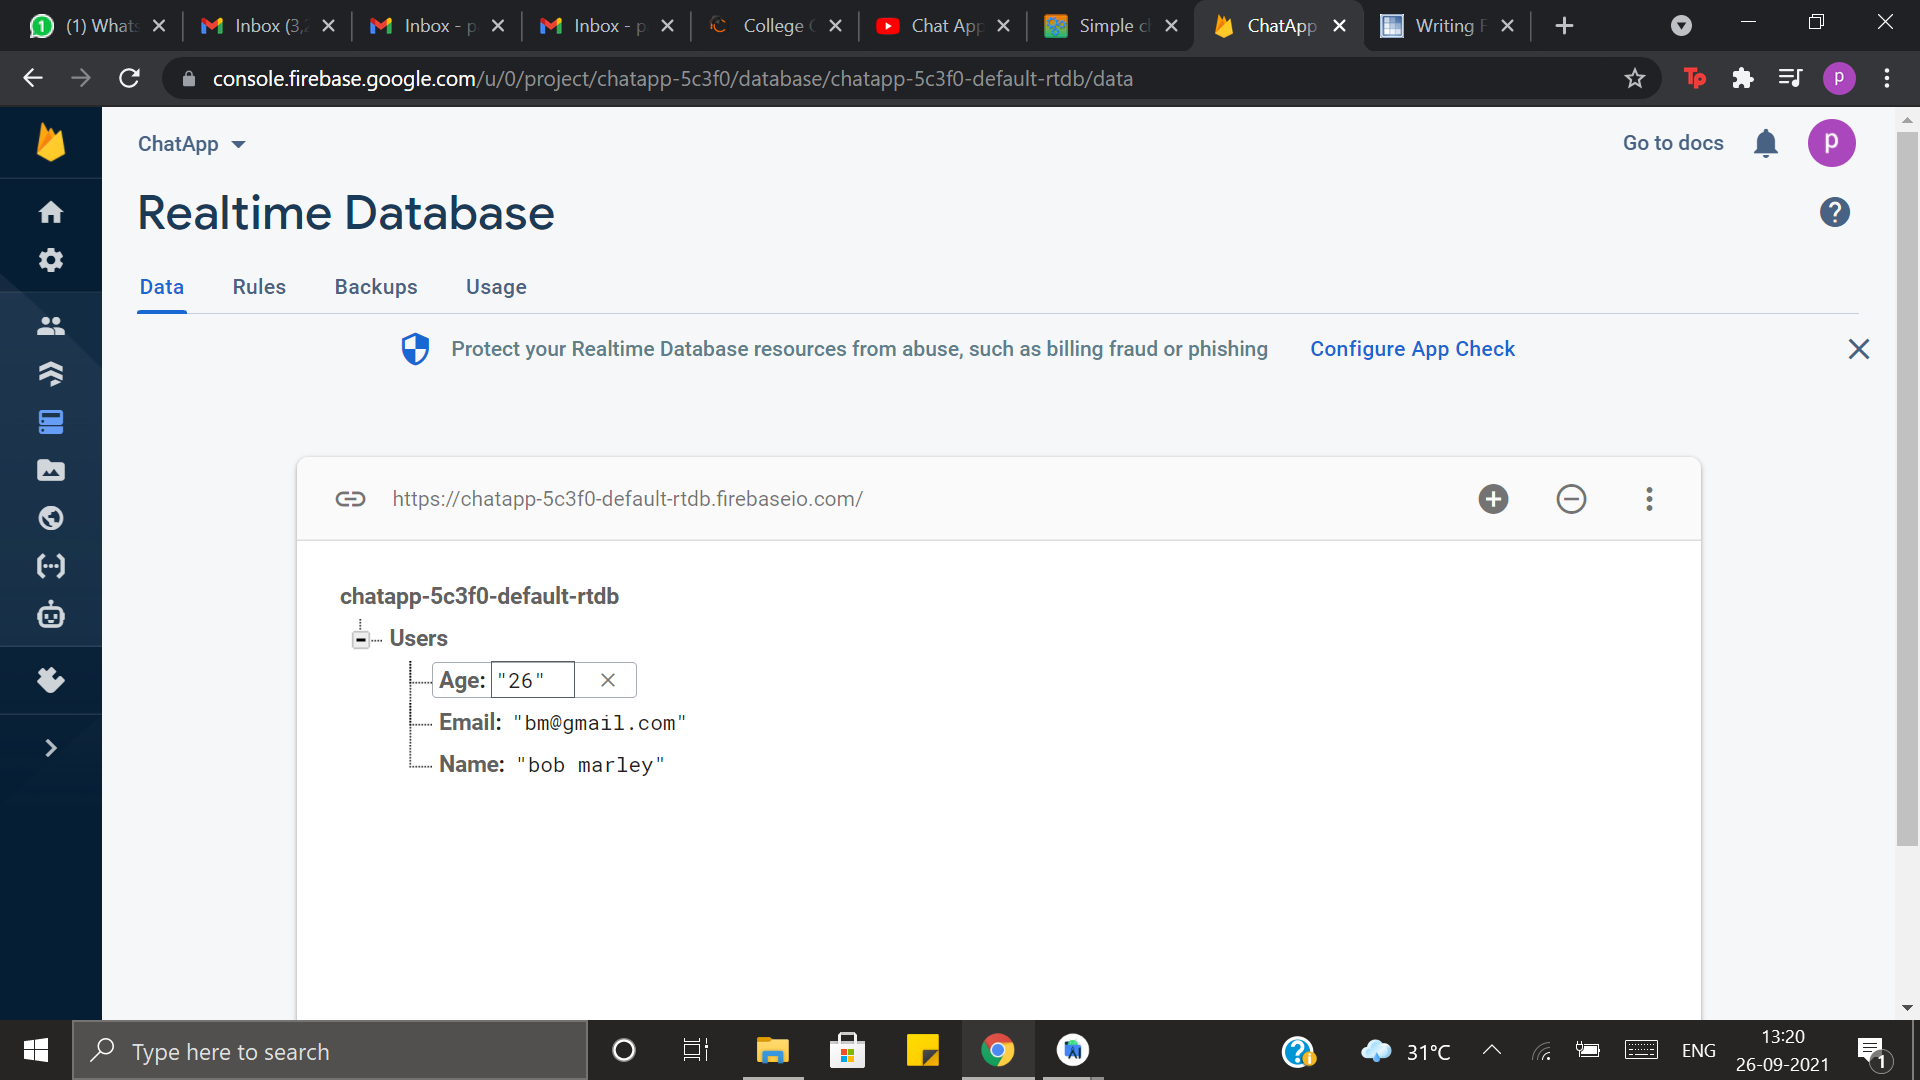 (1) Whats
Inbox (3,
Inbox - p
Inbox - p
College
Chat App
Simple c
ChatApp
Writing
console.firebase.google.com/u/0/project/chatapp-5c3f0/database/chatapp-5c3f0-default-rtdb/data
Tp
p
ChatApp
Go to docs
p
Realtime Database
?
Data Rules Backups Usage
Protect your Realtime Database resources from abuse, such as billing fraud or phishing Configure App Check
https://chatapp-5c3f0-default-rtdb.firebaseio.com/
chatapp-5c3f0-default-rtdb
Users
Age: "26"
Email: "bm@gmail.com"
Name: "bob marley"
Type here to search
31°C
ENG
13:20
26-09-2021
1